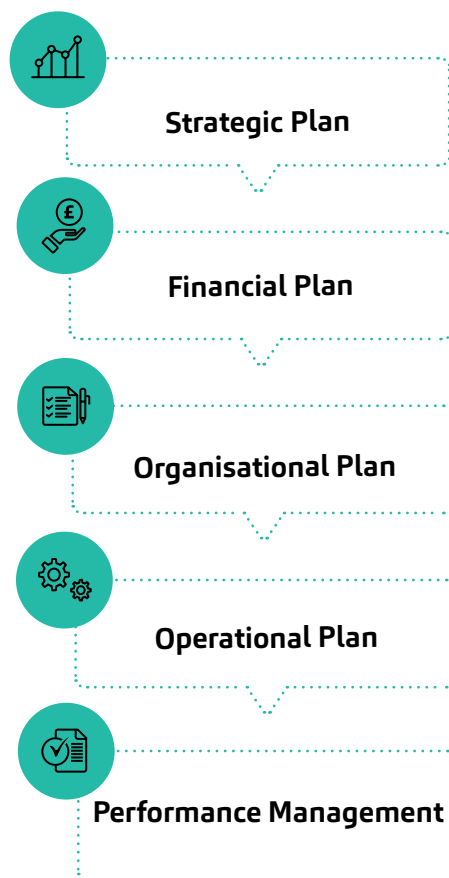 Strategic Plan
£
Financial Plan
Organisational Plan
Operational Plan
Performance Management